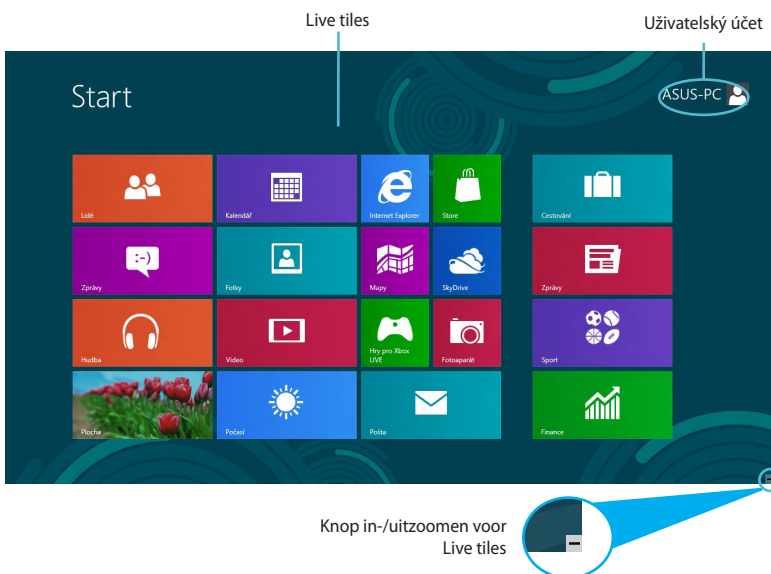 Live tiles
Uživatelský účet
Start
ASUS-PC
Lidé
Kalendář
Internet Explorer
Store
Cestování
Zprávy
:-)
Fotky
Mapy
SkyDrive
Zprávy
Hudba
Video
Hry pro Xbox
LIVE
Fotoaparát
Sport
Plocha
Počasí
Pošta
Finance
Knop in-/uitzoomen voor
Live tiles